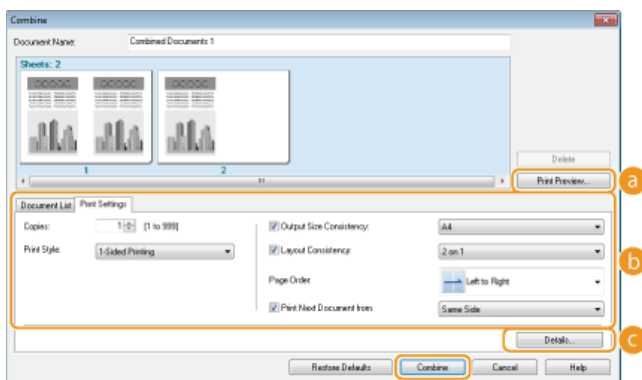 Combine
Document Name: Combined Documents 1
Sheets: 2
1 2
Delete
Print Preview... a
Document List Print Settings
Copies: 1 [1 to 999]
Output Size Consistency: A4
Print Style: 1-Sided Printing
Layout Consistency: 2 on 1
b
Page Order: Left to Right
Print Next Document from: Same Side
Details... c
Restore Defaults Combine Cancel Help